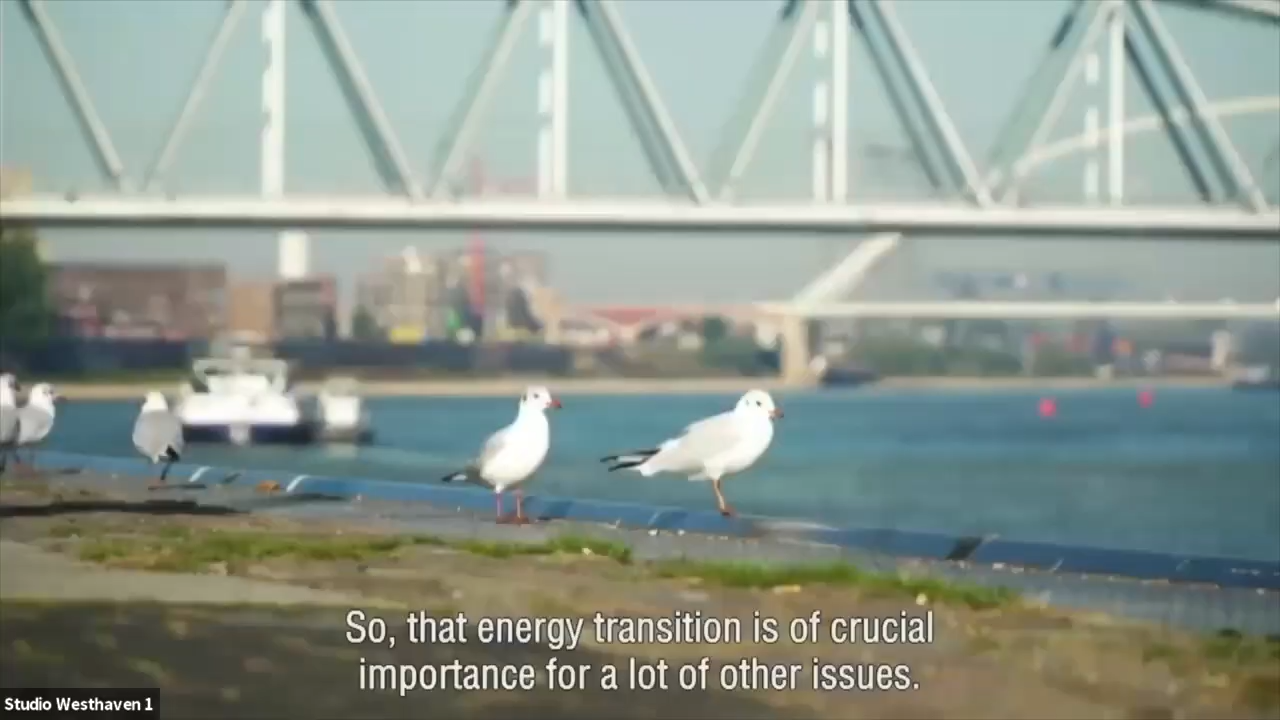 So, that energy transition is of crucial
importance for a lot of other issues.
Studio Westhaven 1